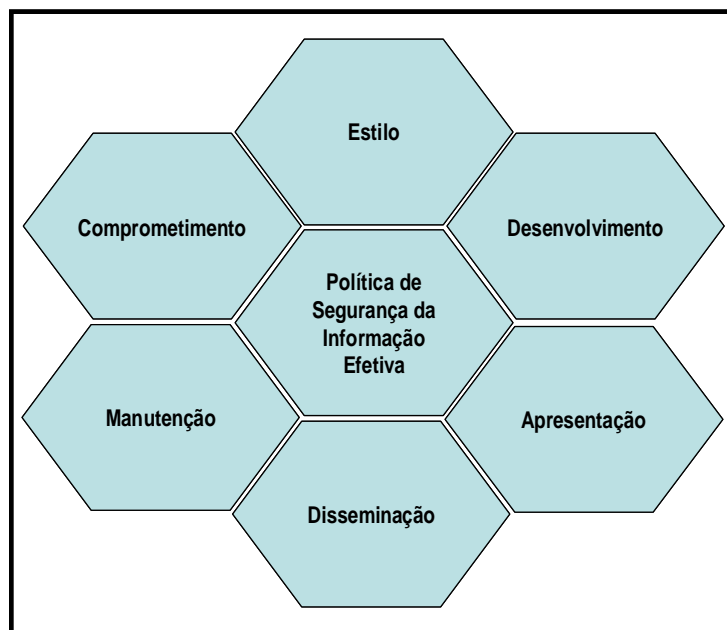 Estilo
Comprometimento
Desenvolvimento
Política de
Segurança da
Informação
Efetiva
Manutenção
Apresentação
Disseminação